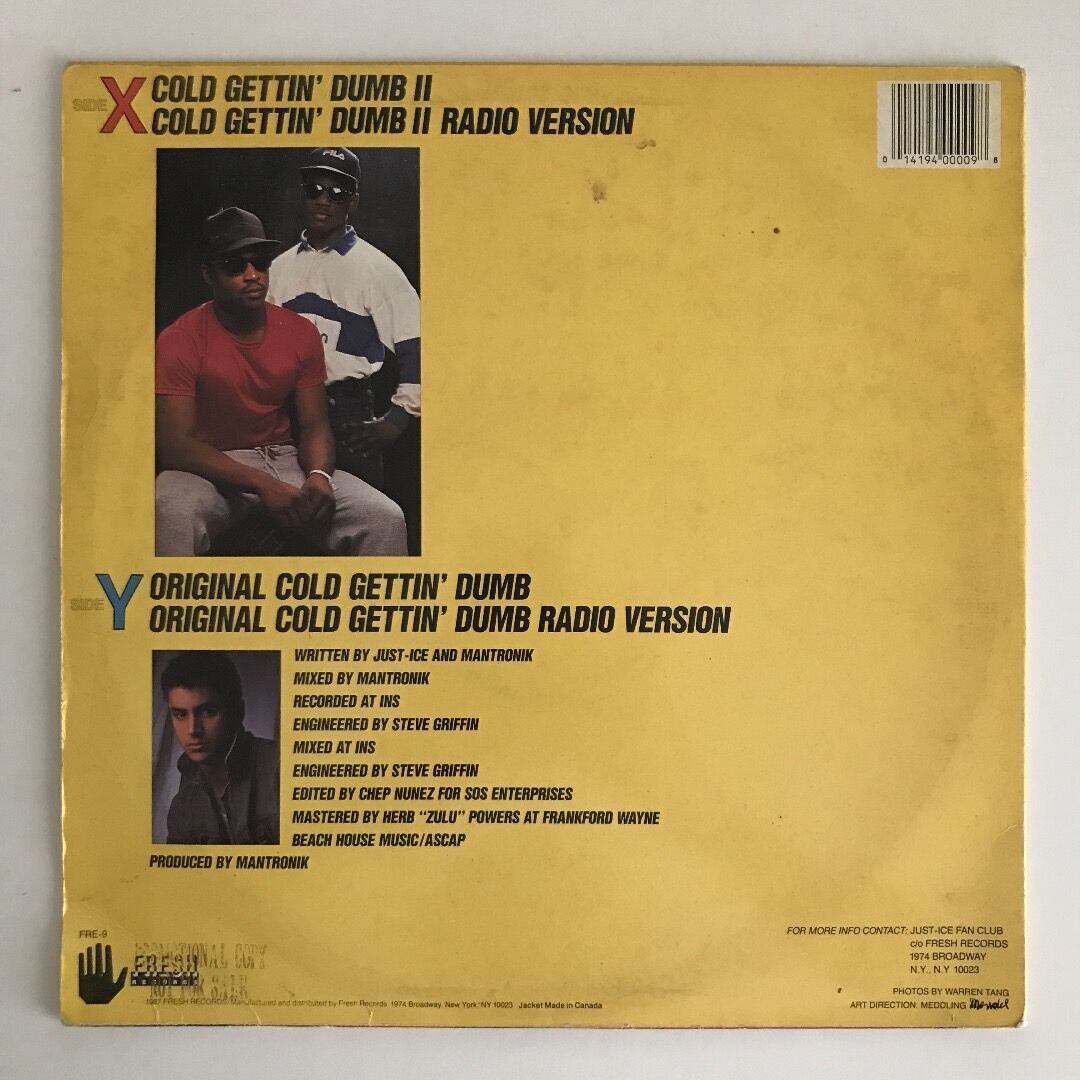 SIDE X COLD GETTIN' DUMB II
COLD GETTIN' DUMB II RADIO VERSION
0 14194 00009 8
FILA
SIDE Y ORIGINAL COLD GETTIN' DUMB
ORIGINAL COLD GETTIN' DUMB RADIO VERSION
WRITTEN BY JUST-ICE AND MANTRONIK
MIXED BY MANTRONIK
RECORDED AT INS
ENGINEERED BY STEVE GRIFFIN
MIXED AT INS
ENGINEERED BY STEVE GRIFFIN
EDITED BY CHEP NUNEZ FOR SOS ENTERPRISES
MASTERED BY HERB "ZULU" POWERS AT FRANKFORD WAYNE
BEACH HOUSE MUSIC/ASCAP
PRODUCED BY MANTRONIK
FRE-9
PROMOTIONAL COPY
FRESH
RECORDS
NOT FOR SALE
1987 FRESH RECORDS Manufactured and distributed by Fresh Records 1974 Broadway, New York, NY 10023 Jacket Made in Canada
FOR MORE INFO CONTACT: JUST-ICE FAN CLUB
c/o FRESH RECORDS
1974 BROADWAY
N.Y., N.Y. 10023
PHOTOS BY WARREN TANG
ART DIRECTION: MEDDLING Mendel